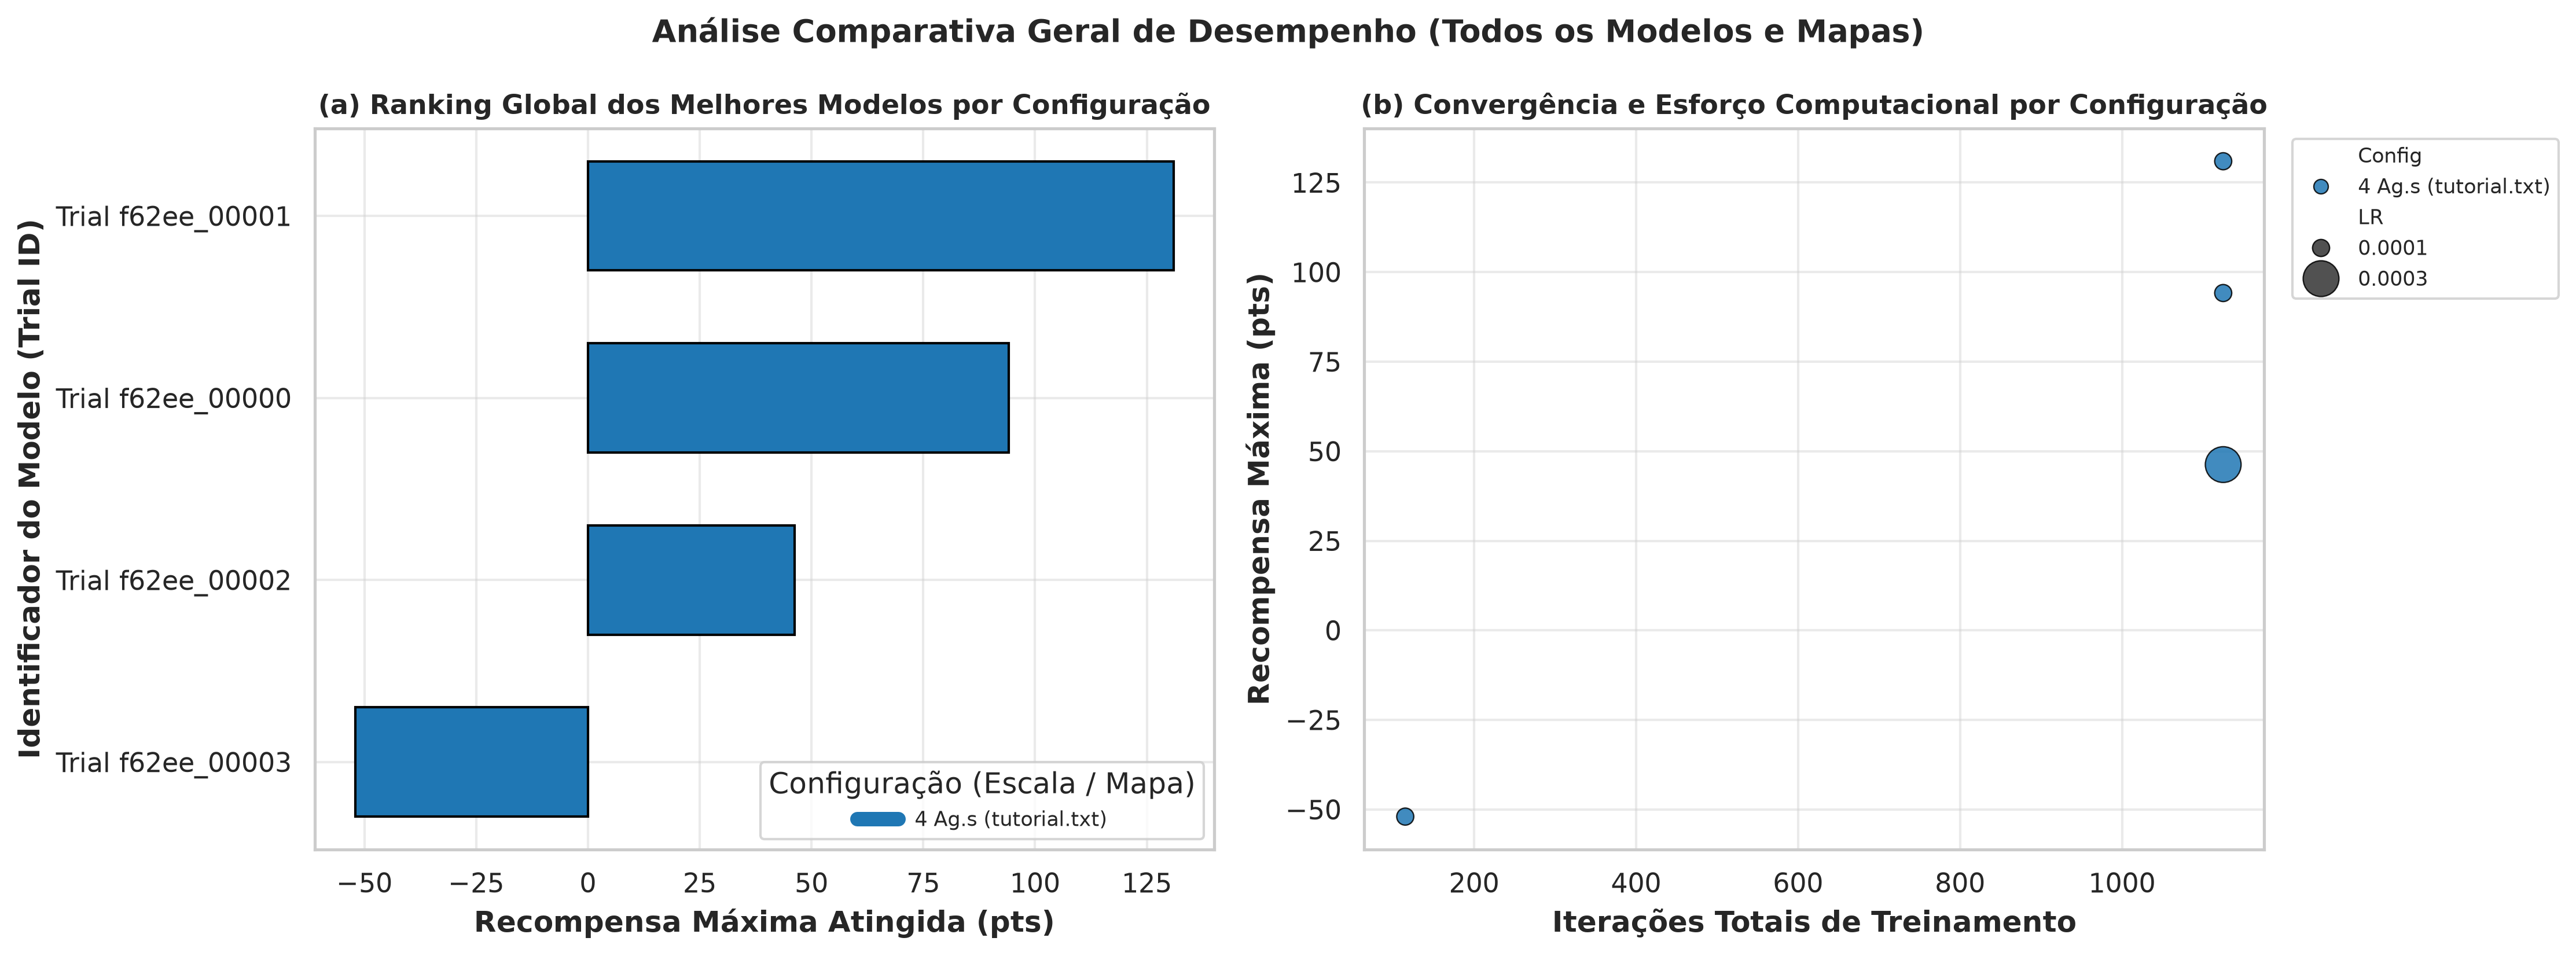 Análise Comparativa Geral de Desempenho (Todos os Modelos e Mapas)
(a) Ranking Global dos Melhores Modelos por Configuração
Identificador do Modelo (Trial ID)
Trial f62ee_00001
Trial f62ee_00000
Trial f62ee_00002
Trial f62ee_00003
Configuração (Escala / Mapa)
4 Ag.s (tutorial.txt)
−50 −25 0 25 50 75 100 125
Recompensa Máxima Atingida (pts)
(b) Convergência e Esforço Computacional por Configuração
Recompensa Máxima (pts)
125
100
75
50
25
0
−25
−50
200 400 600 800 1000
Iterações Totais de Treinamento
Config
4 Ag.s (tutorial.txt)
LR
0.0001
0.0003